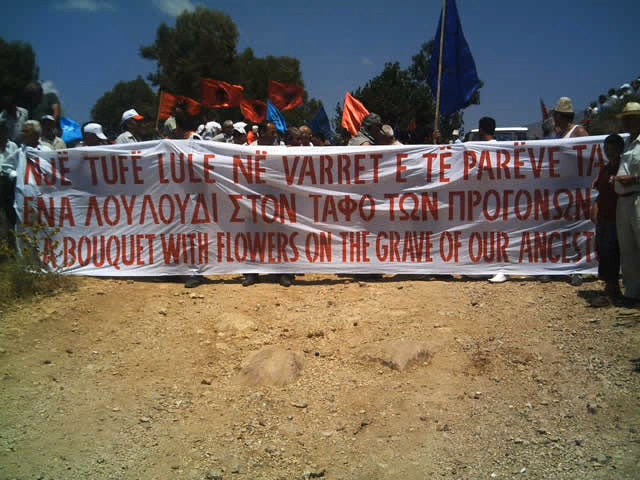 NJË TUFË LULE NË VARRET E TË PARËVE TA
ΕΝΑ ΛΟΥΛΟΥΔΙ ΣΤΟΝ ΤΑΦΟ ΤΩΝ ΠΡΟΓΟΝΩΝ
A BOUQUET WITH FLOWERS ON THE GRAVE OF OUR ANCEST